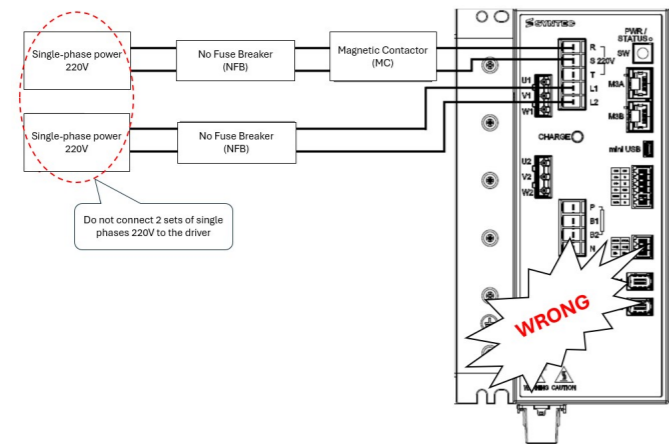 SYNTEC
PWR /
STATUS
SW
Single-phase power
220V
No Fuse Breaker
(NFB)
Magnetic Contactor
(MC)
R
S 220V
T
L1
L2
U1
V1
W1
M3A
M3B
Single-phase power
220V
No Fuse Breaker
(NFB)
CHARGE
mini USB
U2
V2
W2
Do not connect 2 sets of single
phases 220V to the driver
P
B1
B2
N
WRONG
CAUTION